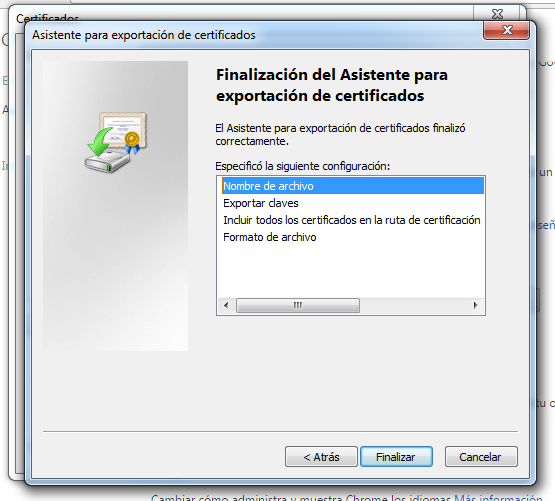 Certificados
Asistente para exportación de certificados
Finalización del Asistente para
exportación de certificados
El Asistente para exportación de certificados finalizó
correctamente.
Especificó la siguiente configuración:
Nombre de archivo
Exportar claves
Incluir todos los certificados en la ruta de certificación
Formato de archivo
< Atrás
Finalizar
Cancelar
Cambiar cómo administra y muestra Chrome los idiomas Más información